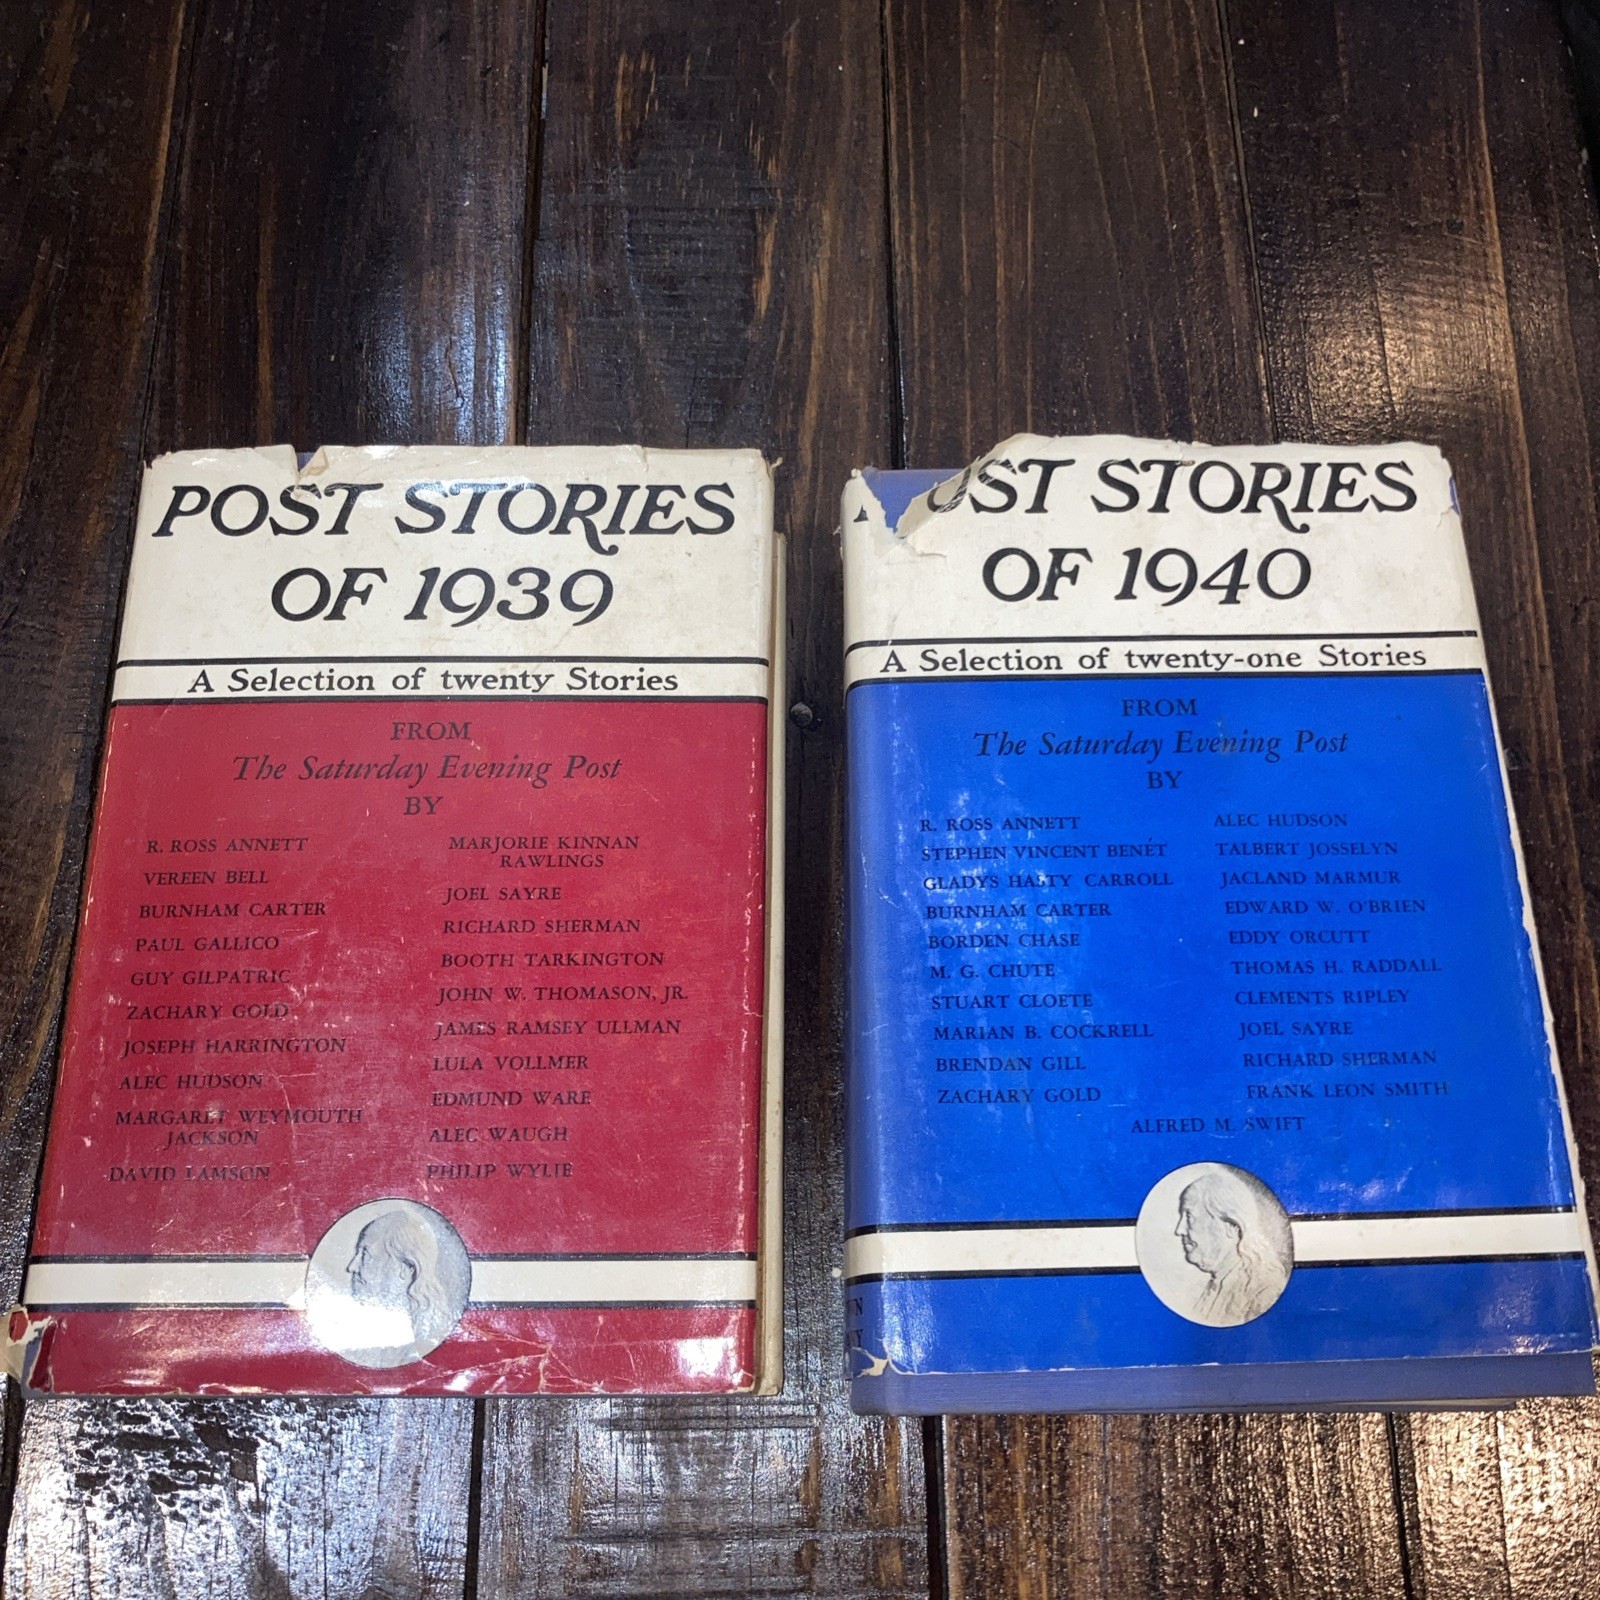 POST STORIES
OF 1939
A Selection of twenty Stories
FROM
The Saturday Evening Post
BY
R. ROSS ANNETT
VEREEN BELL
BURNHAM CARTER
PAUL GALLICO
GUY GILPATRIC
ZACHARY GOLD
JOSEPH HARRINGTON
ALEC HUDSON
MARGARET WEYMOUTH
JACKSON
DAVID LAMSON
MARJORIE KINNAN
RAWLINGS
JOEL SAYRE
RICHARD SHERMAN
BOOTH TARKINGTON
JOHN W. THOMASON, JR.
JAMES RAMSEY ULLMAN
LULA VOLLMER
EDMUND WARE
ALEC WAUGH
PHILIP WYLIE
OST STORIES
OF 1940
A Selection of twenty-one Stories
FROM
The Saturday Evening Post
BY
R. ROSS ANNETT
STEPHEN VINCENT BENÉT
GLADYS HASTY CARROLL
BURNHAM CARTER
BORDEN CHASE
M. G. CHUTE
STUART CLOETE
MARIAN B. COCKRELL
BRENDAN GILL
ZACHARY GOLD
ALEC HUDSON
TALBERT JOSSELYN
JACLAND MARMUR
EDWARD W. O'BRIEN
EDDY ORCUTT
THOMAS H. RADDALL
CLEMENTS RIPLEY
JOEL SAYRE
RICHARD SHERMAN
FRANK LEON SMITH
ALFRED M. SWIFT